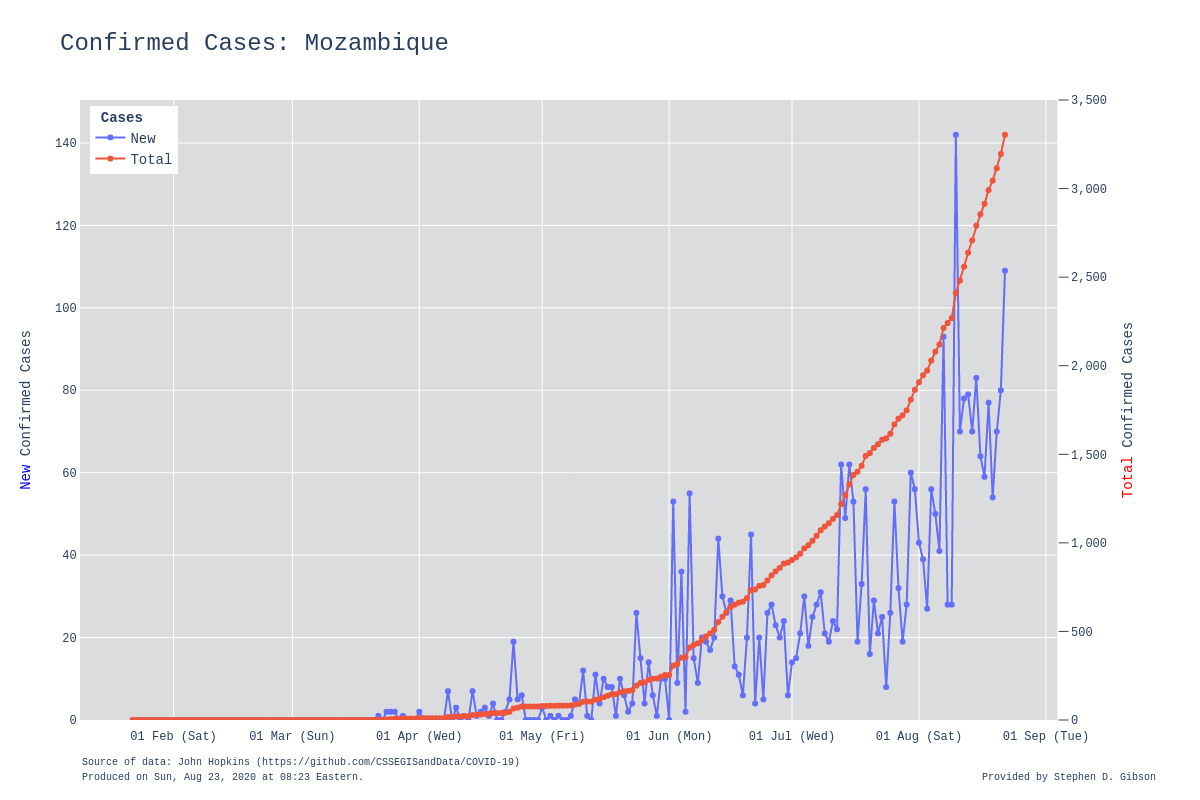 Confirmed Cases: Mozambique
Cases
New
Total
140
120
100
80
60
40
20
0
3,500
3,000
2,500
2,000
1,500
1,000
500
0
New Confirmed Cases
Total Confirmed Cases
01 Feb (Sat) 01 Mar (Sun) 01 Apr (Wed) 01 May (Fri) 01 Jun (Mon) 01 Jul (Wed) 01 Aug (Sat) 01 Sep (Tue)
Source of data: John Hopkins (https://github.com/CSSEGISandData/COVID-19)
Produced on Sun, Aug 23, 2020 at 08:23 Eastern.
Provided by Stephen D. Gibson